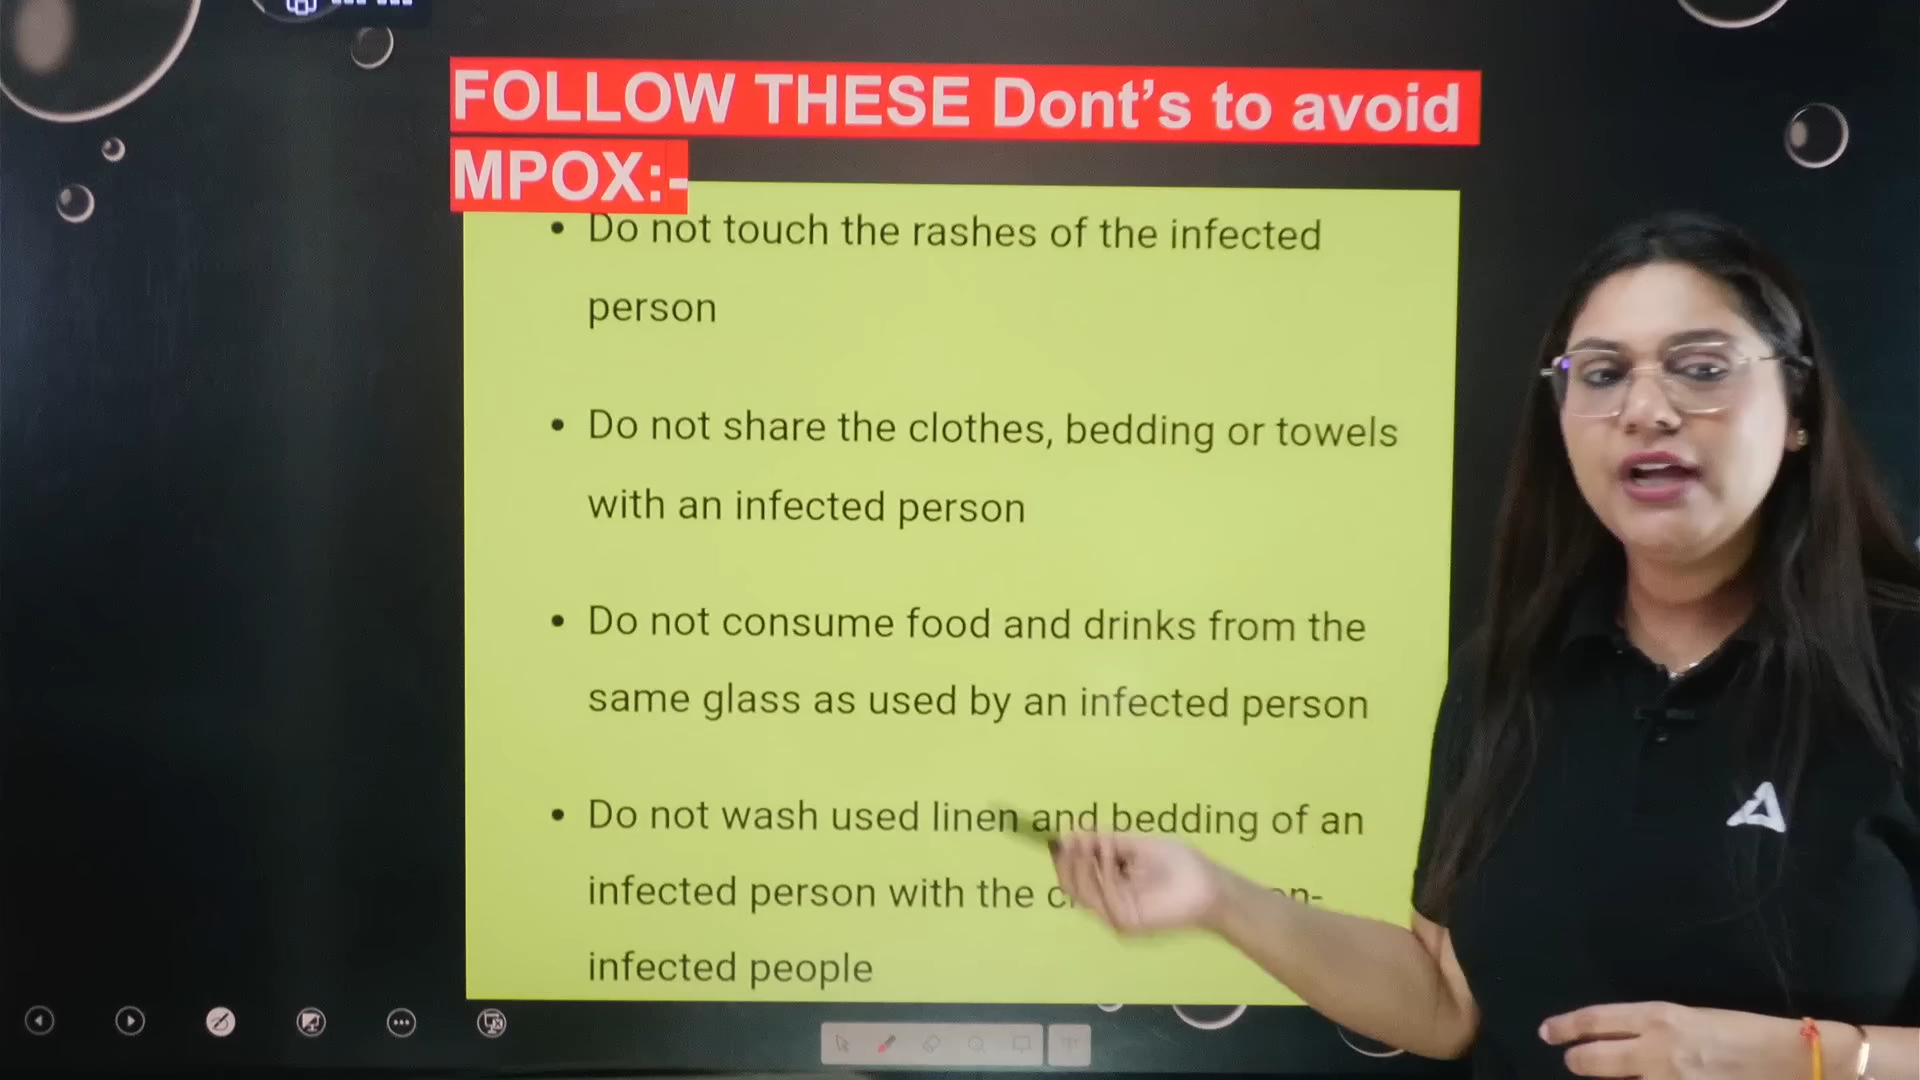 FOLLOW THESE Dont’s to avoid
MPOX:-
• Do not touch the rashes of the infected
person
• Do not share the clothes, bedding or towels
with an infected person
• Do not consume food and drinks from the
same glass as used by an infected person
• Do not wash used linen and bedding of an
infected person with the
infected people